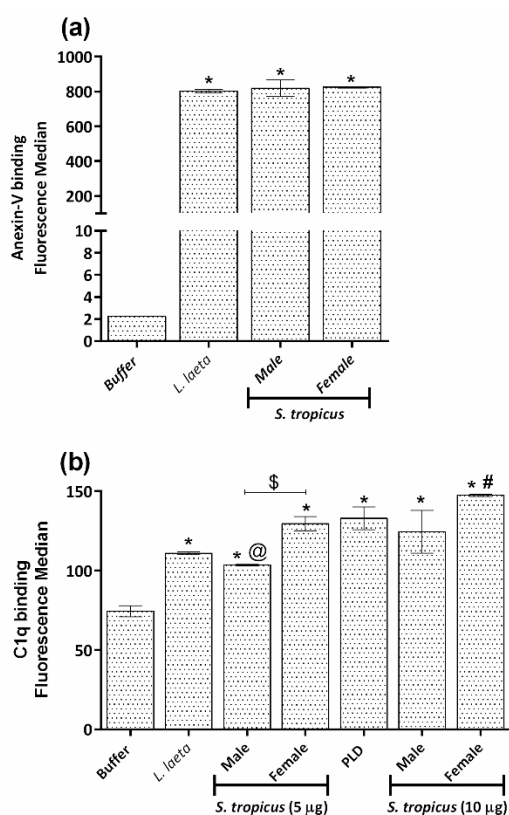 (a)
Anexin-V binding
Fluorescence Median
1000
800
600
400
200
10
8
6
4
2
0
* * *
Buffer L. laeta Male Female
S. tropicus
(b)
C1q binding
Fluorescence Median
150
100
50
0
* * @ $ * * * * #
Buffer L. laeta Male Female PLD Male Female
S. tropicus (5 µg) S. tropicus (10 µg)